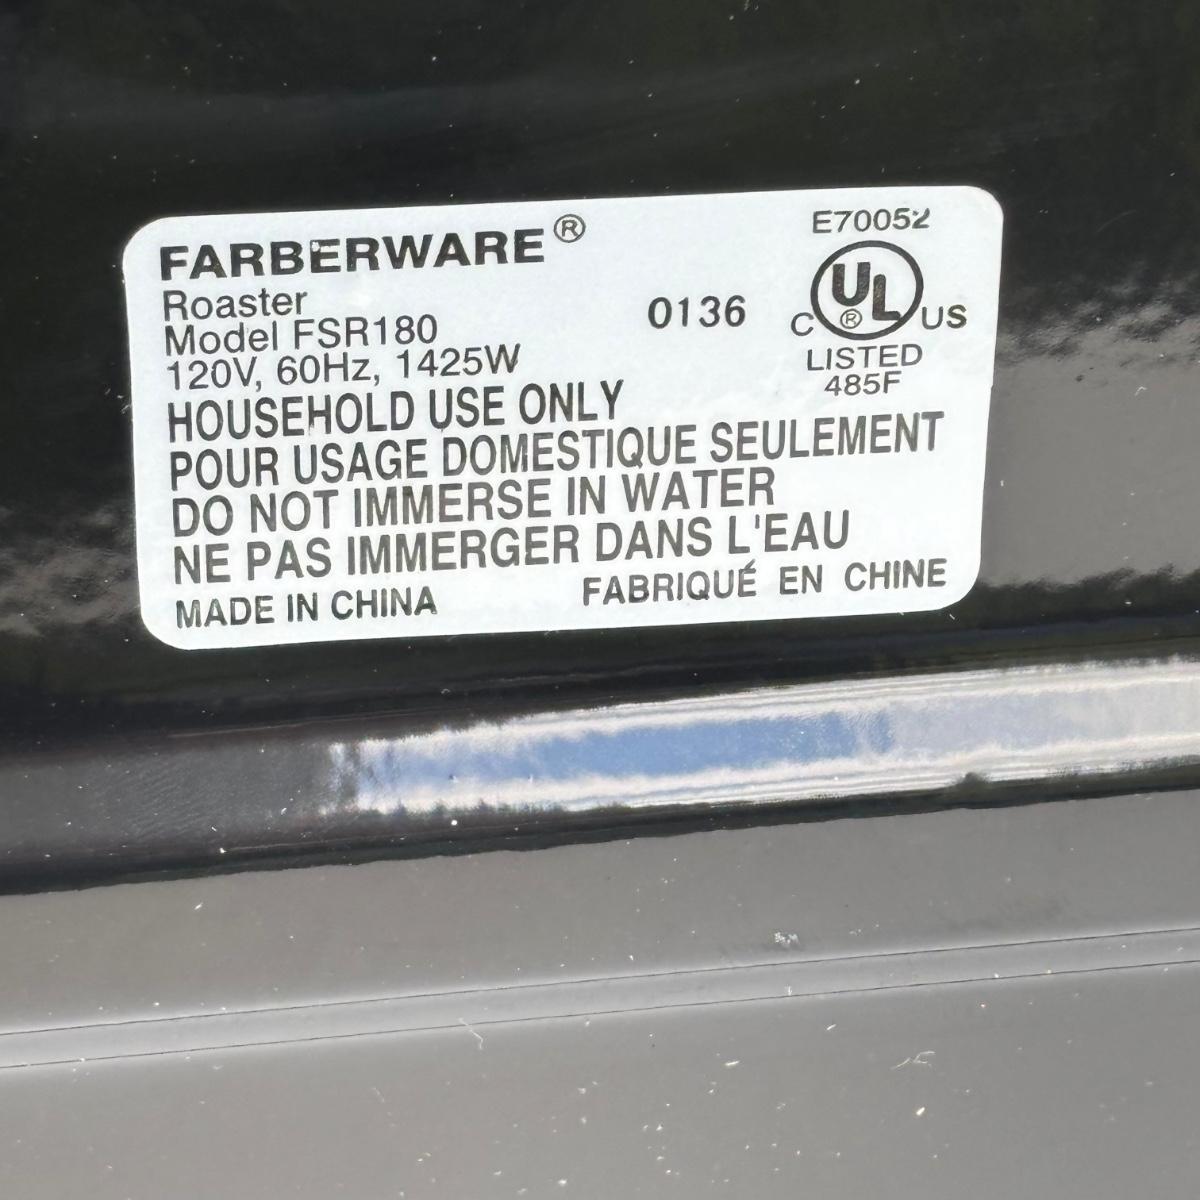 FARBERWARE®
Roaster
Model FSR180
120V, 60Hz, 1425W
0136
E70052
C UL® US
LISTED
485F
HOUSEHOLD USE ONLY
POUR USAGE DOMESTIQUE SEULEMENT
DO NOT IMMERSE IN WATER
NE PAS IMMERGER DANS L'EAU
MADE IN CHINA FABRIQUÉ EN CHINE